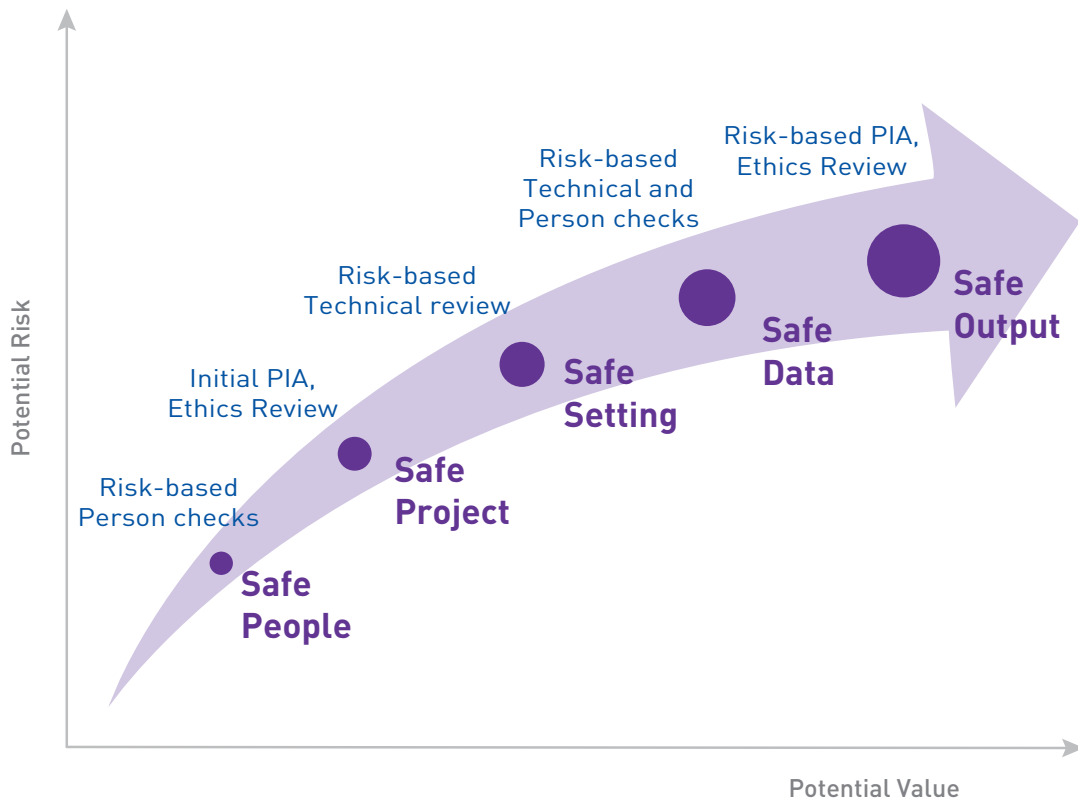 Risk-based PIA,
Ethics Review
Risk-based
Technical and
Person checks
Safe
Output
Risk-based
Technical review
Safe
Data
Initial PIA,
Ethics Review
Safe
Setting
Risk-based
Person checks
Safe
Project
Safe
People
Potential Risk
Potential Value